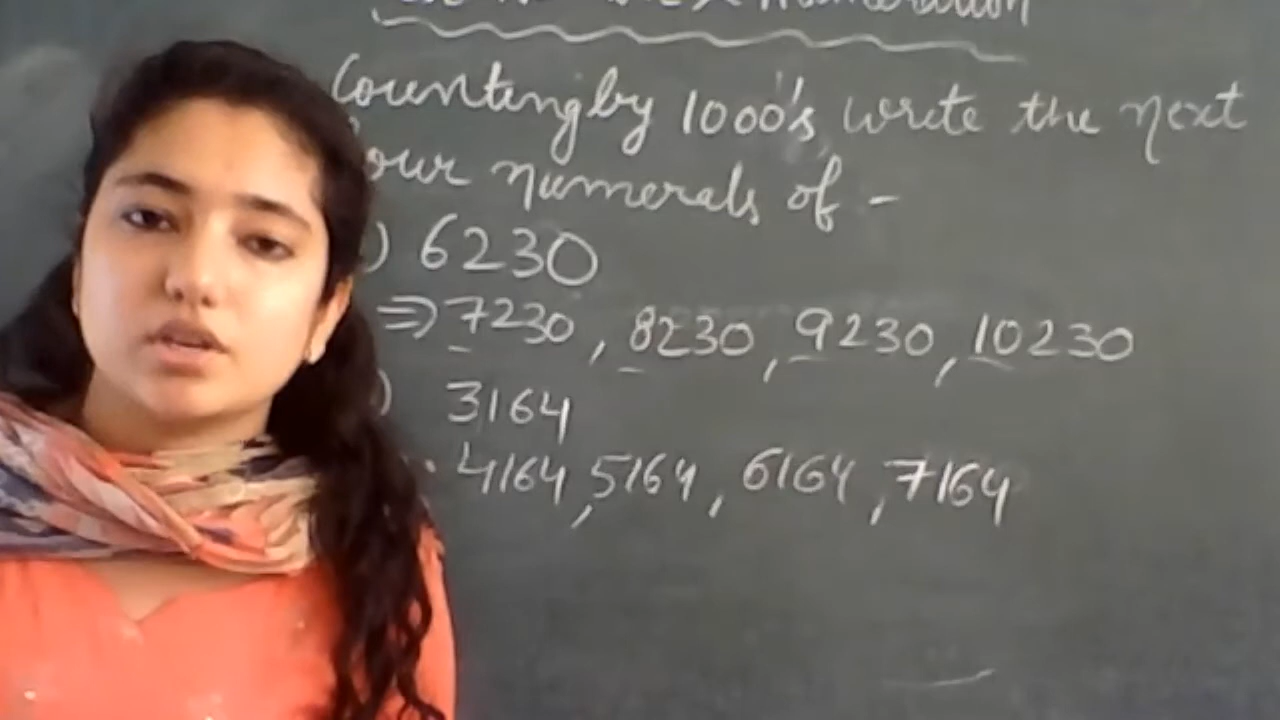 Numeration
Counting by 1000's, write the next
our numerals of -
) 6230
⇒ 7230, 8230, 9230, 10230
) 3164
4164, 5164, 6164, 7164